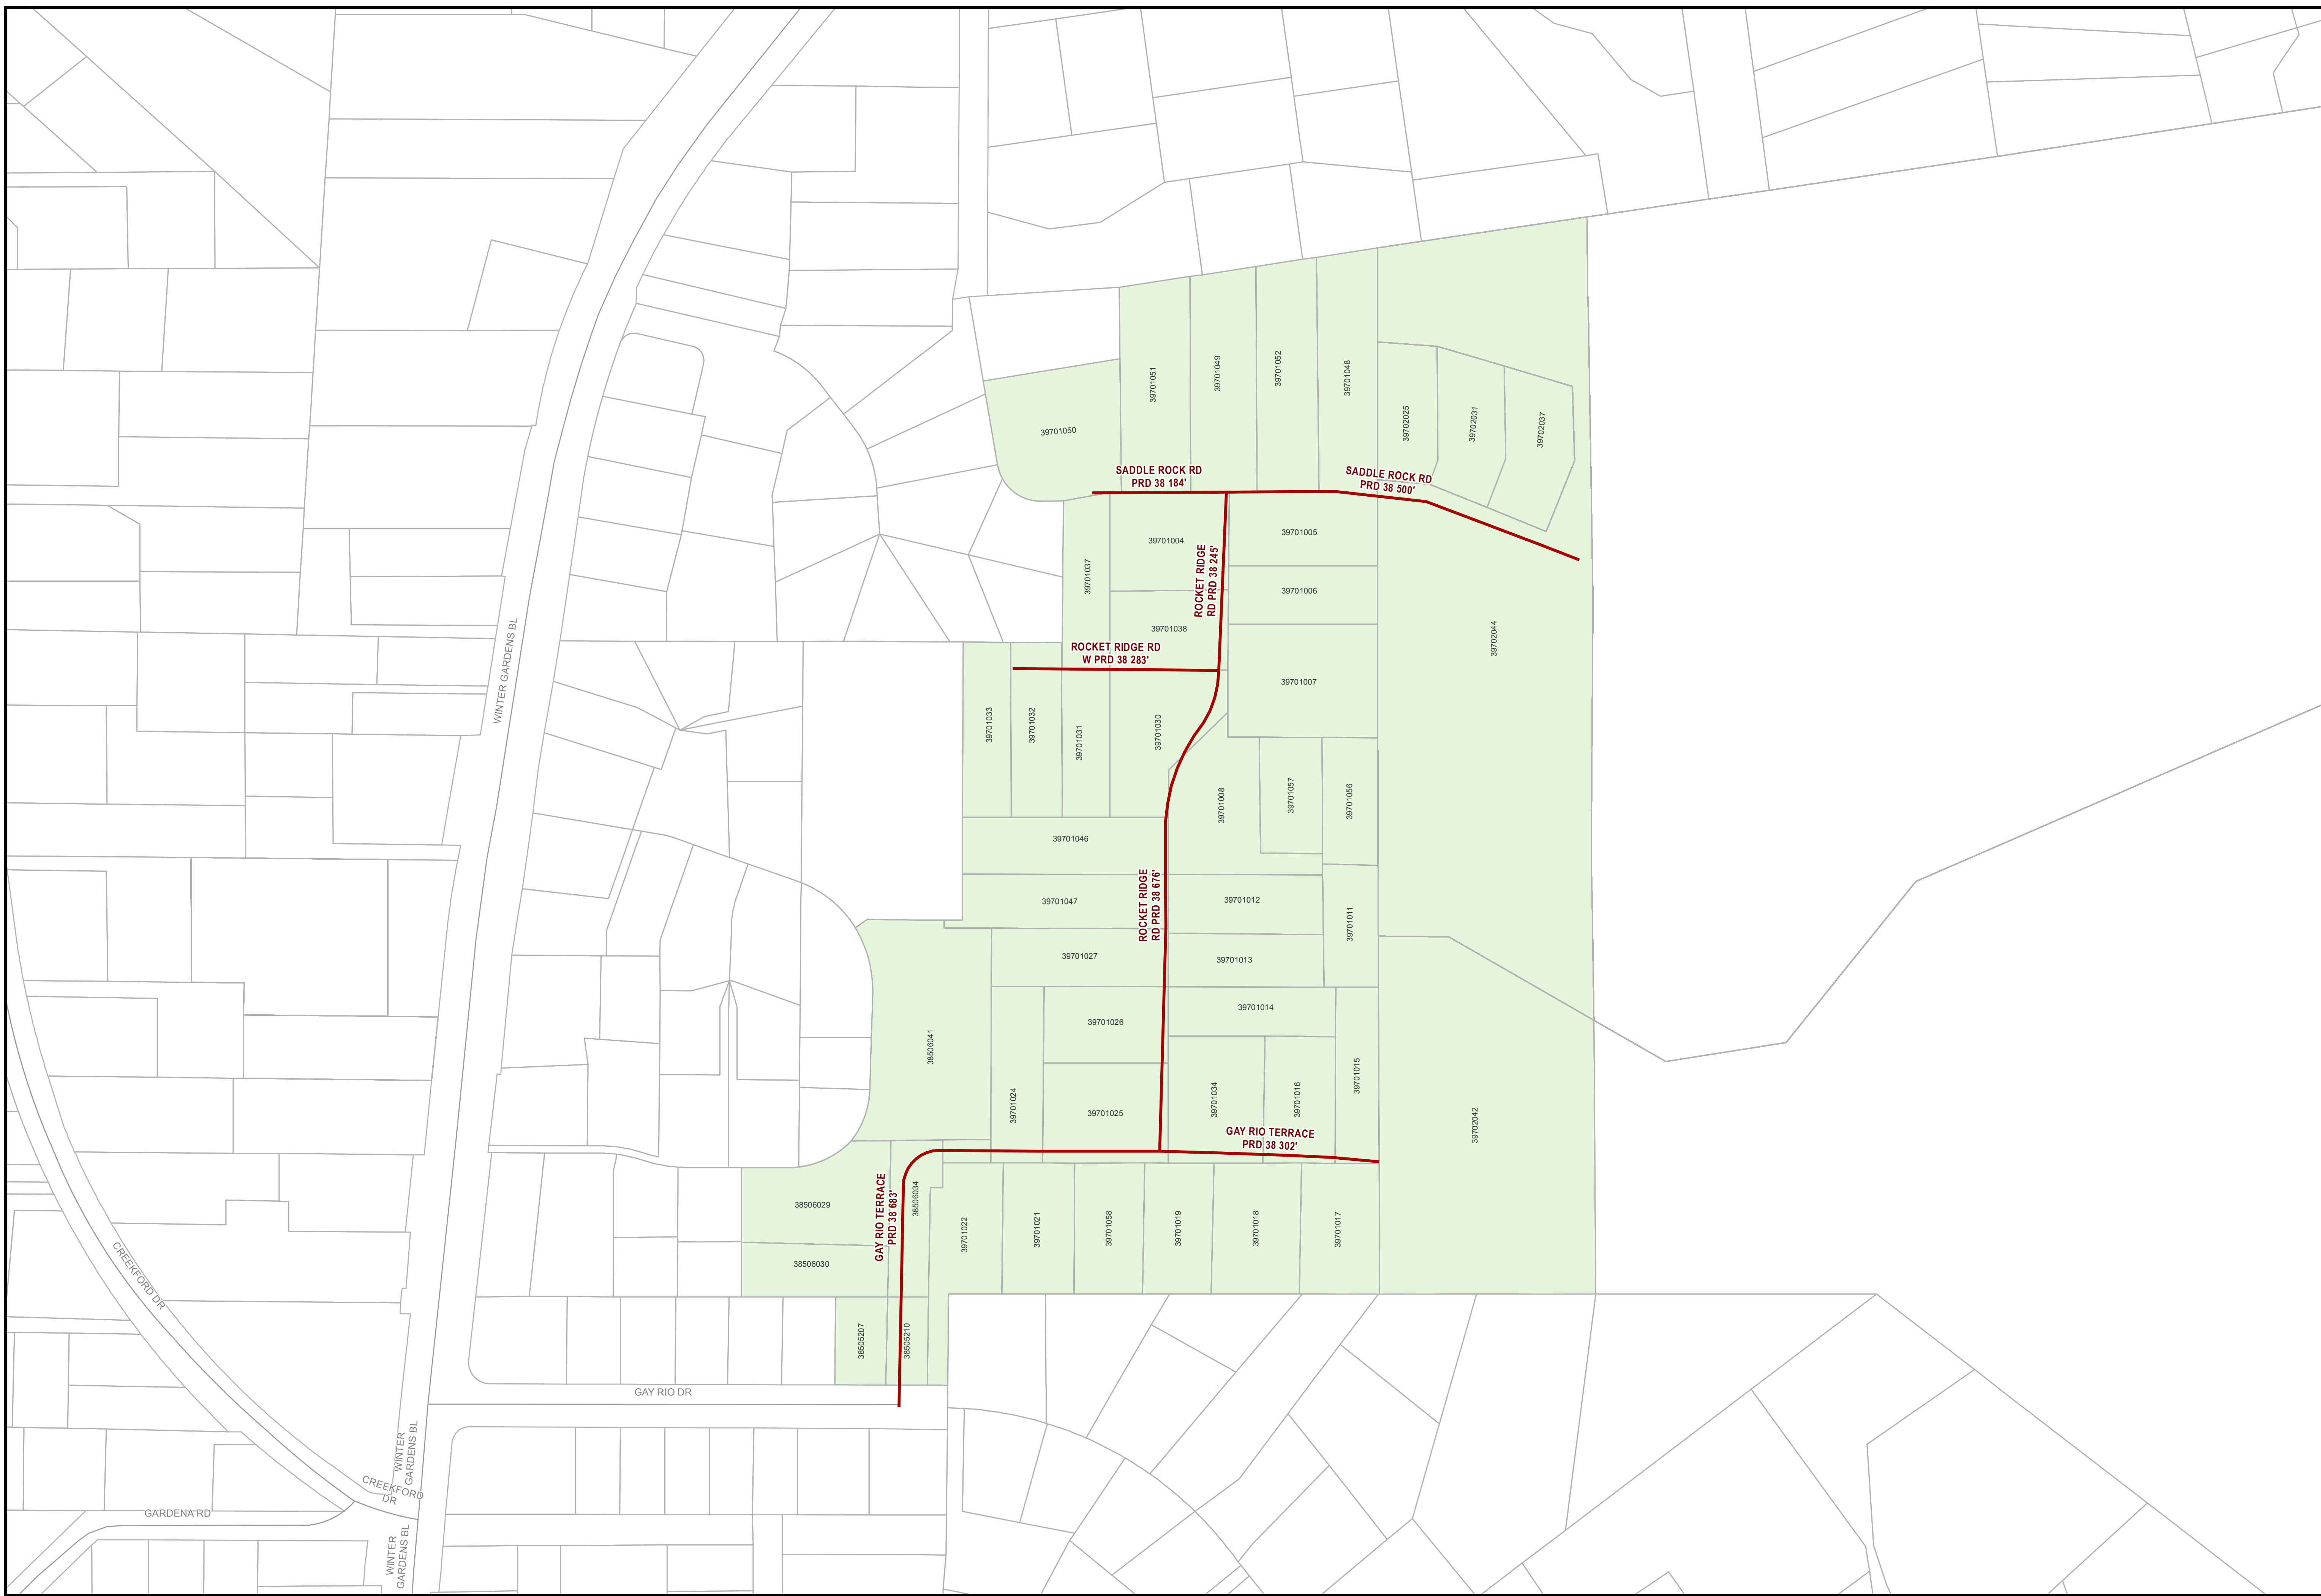 39701051
39701049
39701052
39701048
39702025
39702031
39702037
39701050
SADDLE ROCK RD
PRD 38 184'
SADDLE ROCK RD
PRD 38 500'
39701004
39701005
ROCKET RIDGE
RD PRD 38 245'
39701037
39701006
39701038
39702044
ROCKET RIDGE RD
W PRD 38 283'
WINTER GARDENS BL
39701007
39701033
39701032
39701031
39701030
39701008
39701057
39701056
39701046
39701047
ROCKET RIDGE
RD PRD 38 676'
39701012
39701011
39701027
39701013
39701014
39701026
38506041
39701024
39701025
39701034
39701016
39701015
39702042
GAY RIO TERRACE
PRD 38 302'
38506029
GAY RIO TERRACE
PRD 38 683'
38506034
39701022
39701021
39701058
39701019
39701018
39701017
38506030
CREEKFORD DR
38505207
38505210
GAY RIO DR
WINTER
GARDENS BL
CREEKFORD
DR
GARDENA RD
WINTER
GARDENS BL